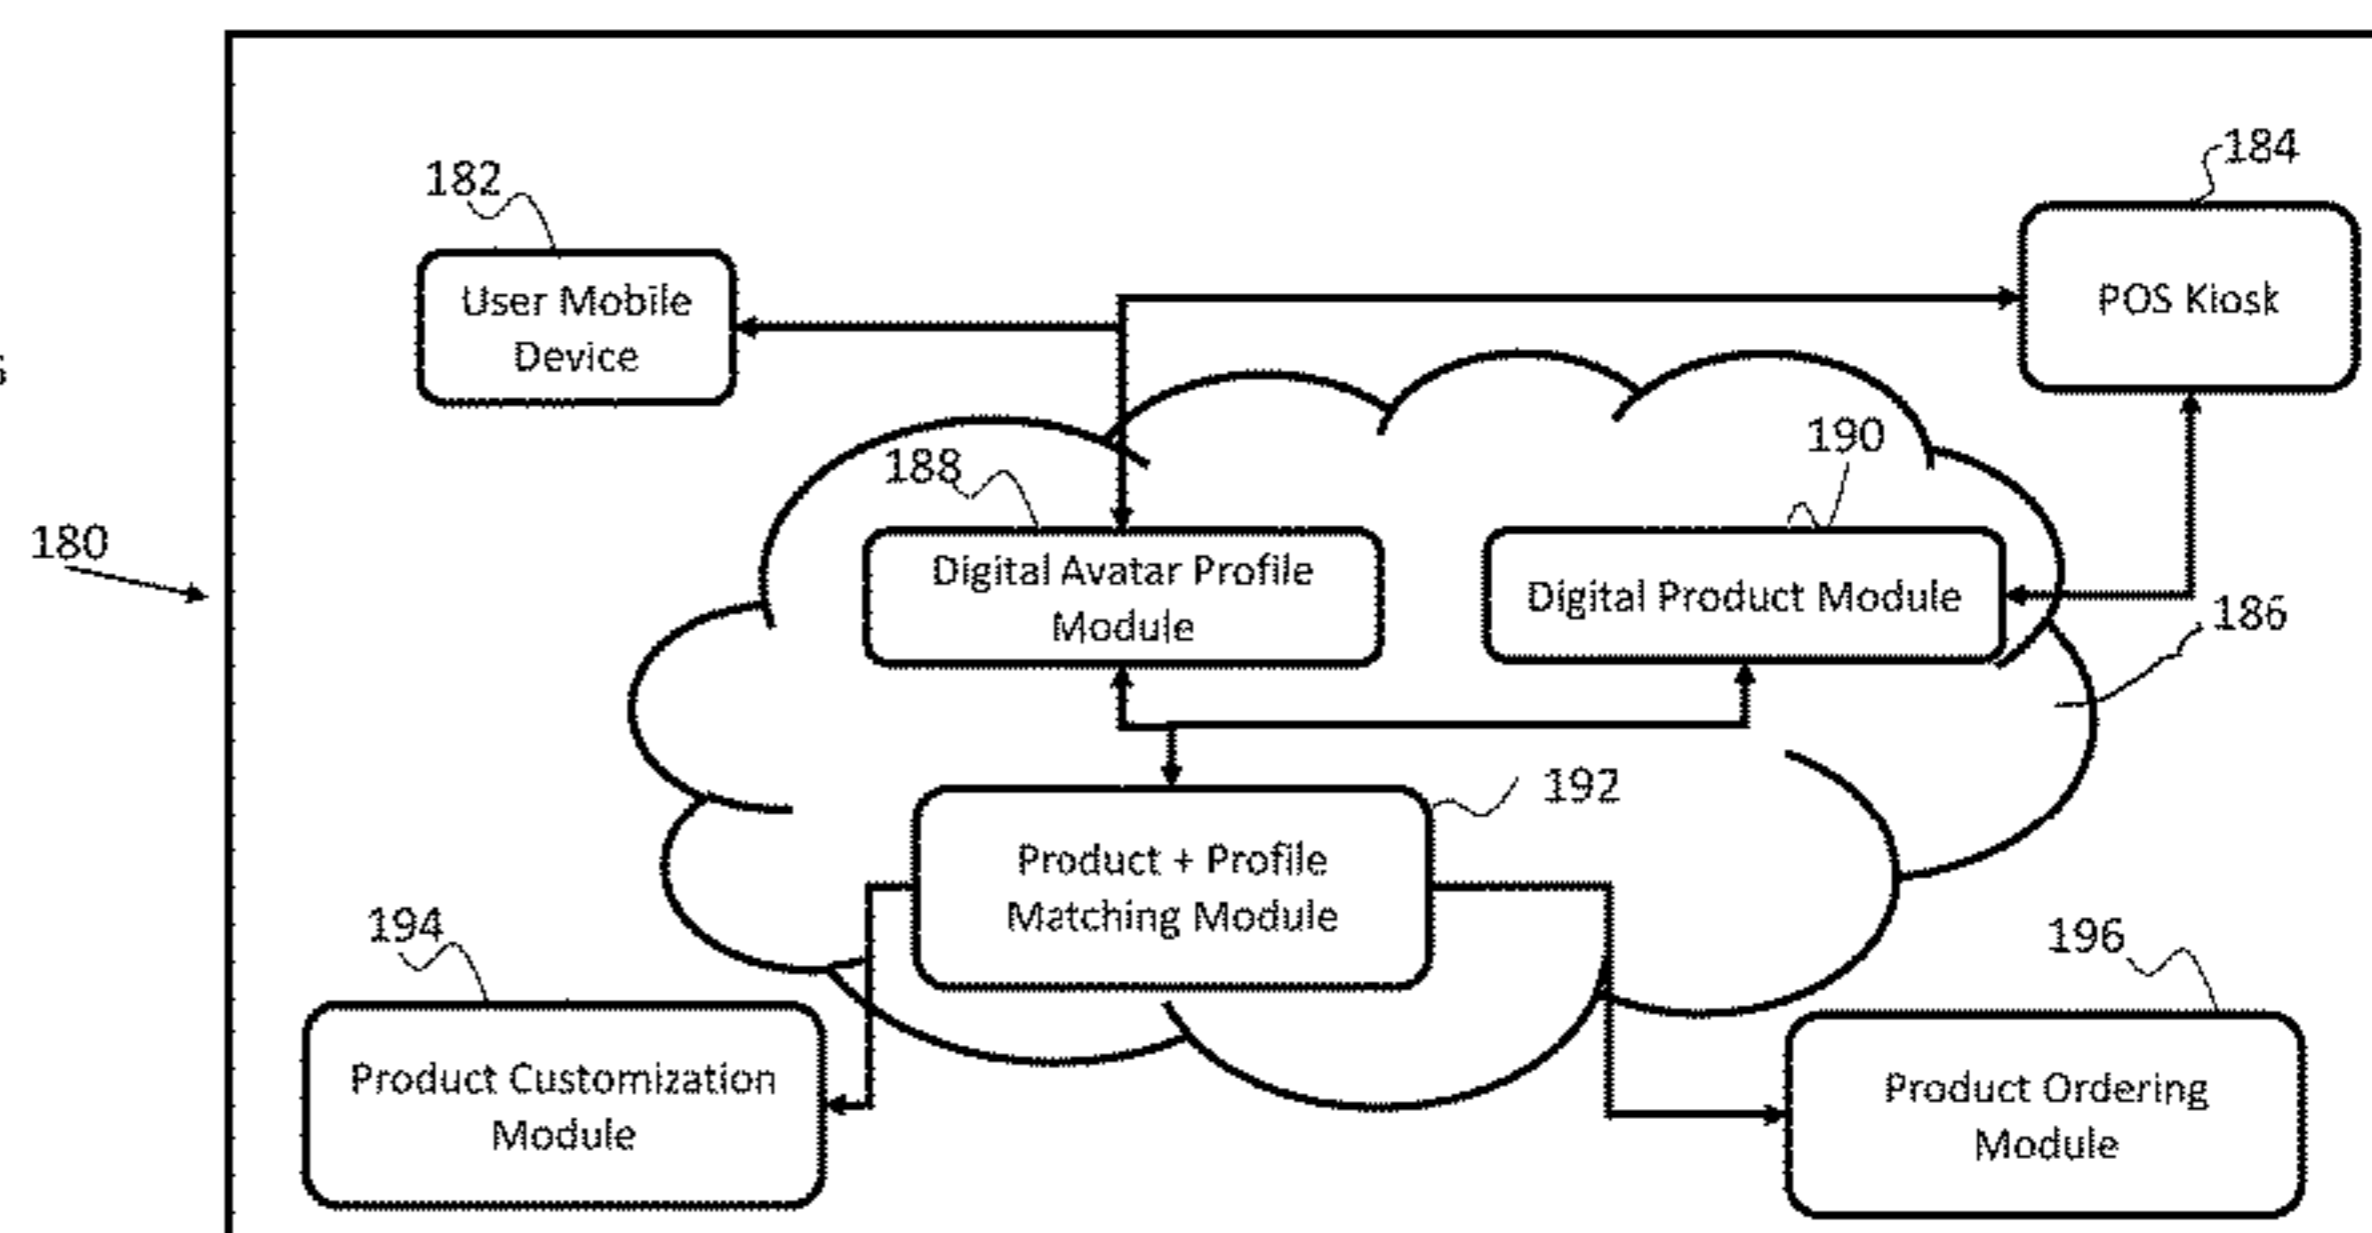 184
182
User Mobile
Device
POS Kiosk
190
188
180
Digital Avatar Profile
Module
Digital Product Module
186
192
Product + Profile
Matching Module
194
196
Product Customization
Module
Product Ordering
Module